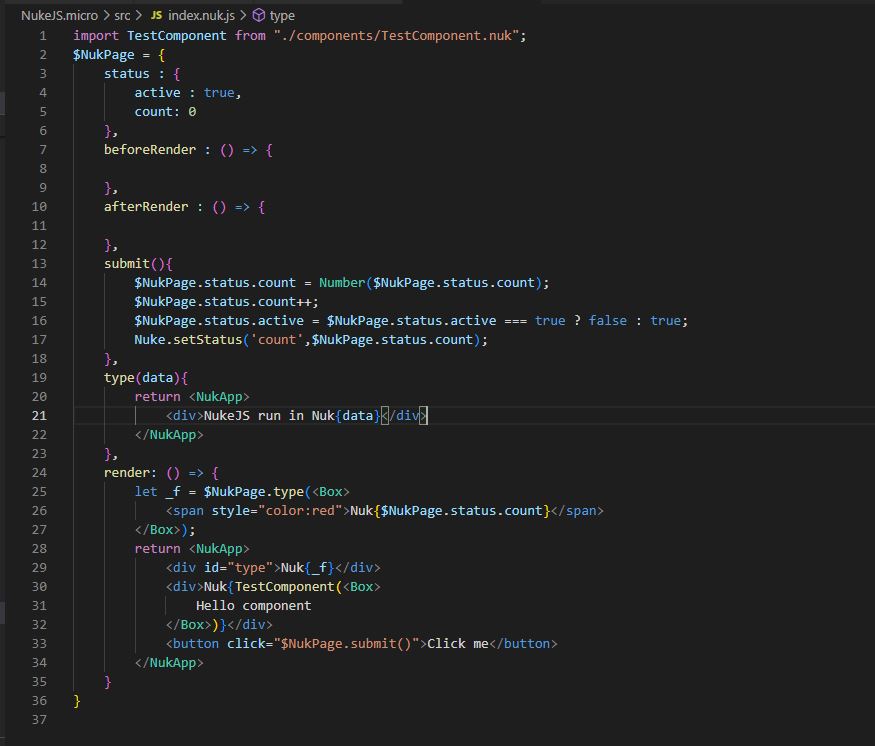 NukeJS.micro > src > JS index.nuk.js > type
1 import TestComponent from "./components/TestComponent.nuk";
2 $NukPage = {
3     status : {
4         active : true,
5         count: 0
6     },
7     beforeRender : () => {
8
9     },
10     afterRender : () => {
11
12     },
13     submit(){
14         $NukPage.status.count = Number($NukPage.status.count);
15         $NukPage.status.count++;
16         $NukPage.status.active = $NukPage.status.active === true ? false : true;
17         Nuke.setStatus('count',$NukPage.status.count);
18     },
19     type(data){
20         return <NukApp>
21             <div>NukeJS run in Nuk{data}</div>
22         </NukApp>
23     },
24     render: () => {
25         let _f = $NukPage.type(<Box>
26             <span style="color:red">Nuk{$NukPage.status.count}</span>
27         </Box>);
28         return <NukApp>
29             <div id="type">Nuk{_f}</div>
30             <div>Nuk{TestComponent(<Box>
31                 Hello component
32             </Box>)}</div>
33             <button click="$NukPage.submit()">Click me</button>
34         </NukApp>
35     }
36 }
37